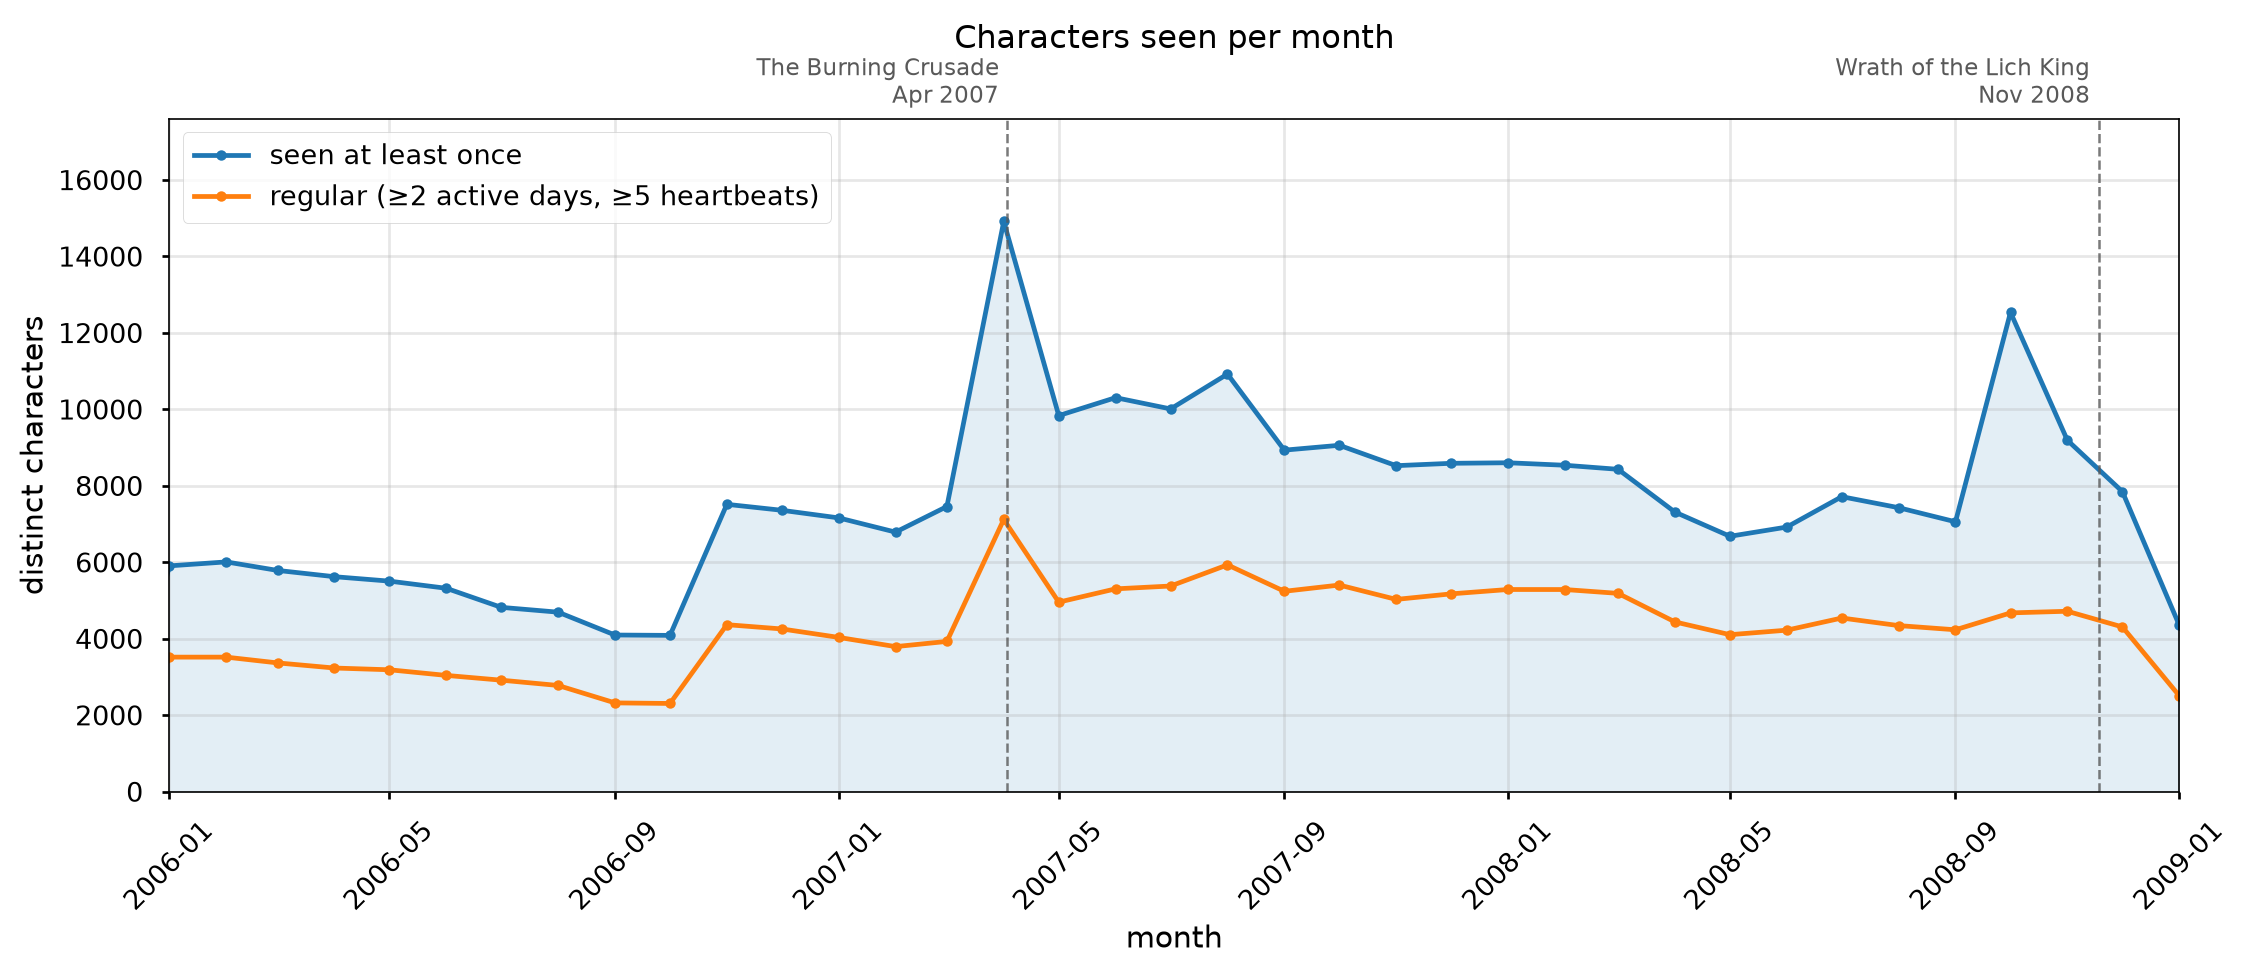 Characters seen per month
The Burning Crusade
Apr 2007
Wrath of the Lich King
Nov 2008
seen at least once
regular (≥2 active days, ≥5 heartbeats)
distinct characters
16000
14000
12000
10000
8000
6000
4000
2000
0
2006-01
2006-05
2006-09
2007-01
2007-05
2007-09
2008-01
2008-05
2008-09
2009-01
month